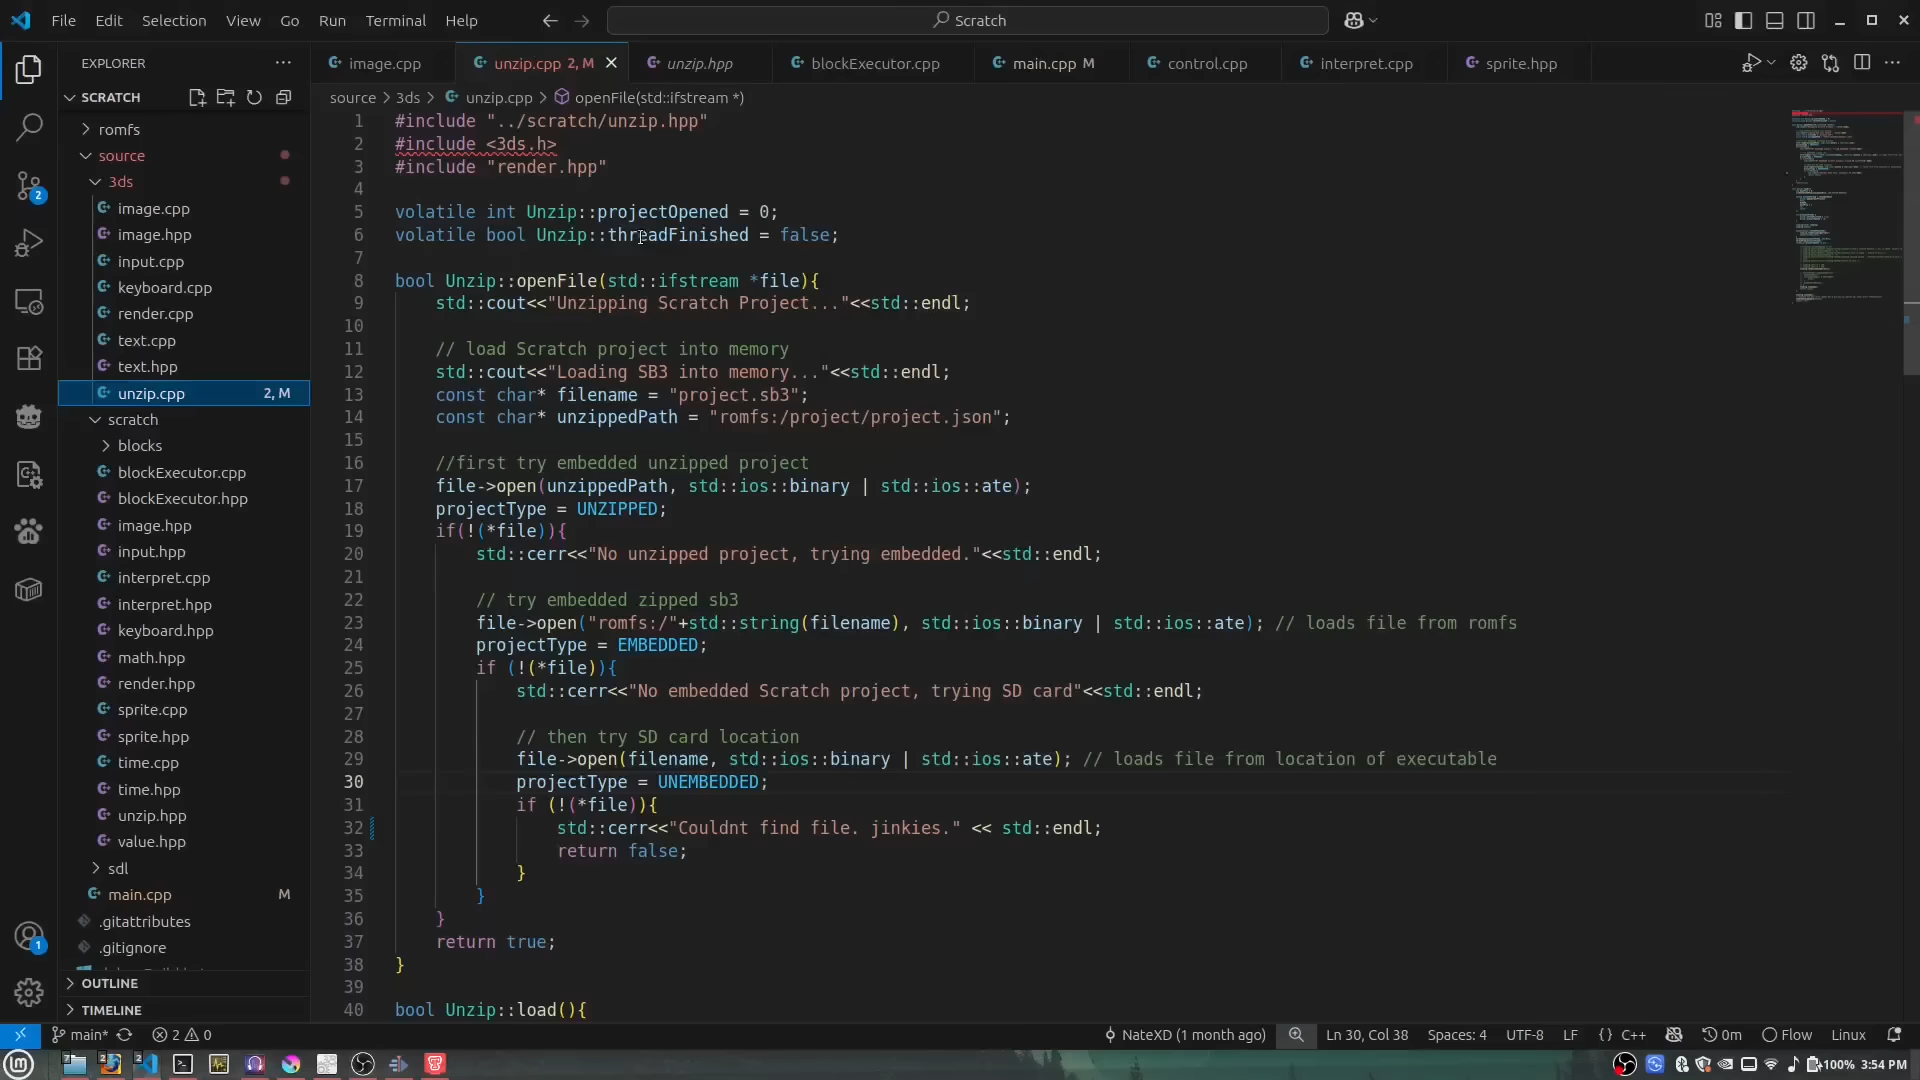 File Edit Selection View Go Run Terminal Help
Scratch
EXPLORER
SCRATCH
romfs
source
3ds
image.cpp
image.hpp
input.cpp
keyboard.cpp
render.cpp
text.cpp
text.hpp
unzip.cpp 2, M
scratch
blocks
blockExecutor.cpp
blockExecutor.hpp
image.hpp
input.hpp
interpret.cpp
interpret.hpp
keyboard.hpp
math.hpp
render.hpp
sprite.cpp
sprite.hpp
time.cpp
time.hpp
unzip.hpp
value.hpp
sdl
main.cpp M
.gitattributes
.gitignore
OUTLINE
TIMELINE
2
1
image.cpp unzip.cpp 2, M unzip.hpp blockExecutor.cpp main.cpp M control.cpp interpret.cpp sprite.hpp
source > 3ds > unzip.cpp > openFile(std::ifstream *)
1 #include "../scratch/unzip.hpp"
2 #include <3ds.h>
3 #include "render.hpp"
4
5 volatile int Unzip::projectOpened = 0;
6 volatile bool Unzip::threadFinished = false;
7
8 bool Unzip::openFile(std::ifstream *file){
9 std::cout<<"Unzipping Scratch Project..."<<std::endl;
10
11 // load Scratch project into memory
12 std::cout<<"Loading SB3 into memory..."<<std::endl;
13 const char* filename = "project.sb3";
14 const char* unzippedPath = "romfs:/project/project.json";
15
16 //first try embedded unzipped project
17 file->open(unzippedPath, std::ios::binary | std::ios::ate);
18 projectType = UNZIPPED;
19 if(!(*file)){
20 std::cerr<<"No unzipped project, trying embedded."<<std::endl;
21
22 // try embedded zipped sb3
23 file->open("romfs:/"+std::string(filename), std::ios::binary | std::ios::ate); // loads file from romfs
24 projectType = EMBEDDED;
25 if (!(*file)){
26 std::cerr<<"No embedded Scratch project, trying SD card"<<std::endl;
27
28 // then try SD card location
29 file->open(filename, std::ios::binary | std::ios::ate); // loads file from location of executable
30 projectType = UNEMBEDDED;
31 if (!(*file)){
32 std::cerr<<"Couldnt find file. jinkies." << std::endl;
33 return false;
34 }
35 }
36 }
37 return true;
38 }
39
40 bool Unzip::load(){
main* 2 0 NateXD (1 month ago) Ln 30, Col 38 Spaces: 4 UTF-8 LF {} C++ 0m Flow Linux
7 2 2 100% 3:54 PM